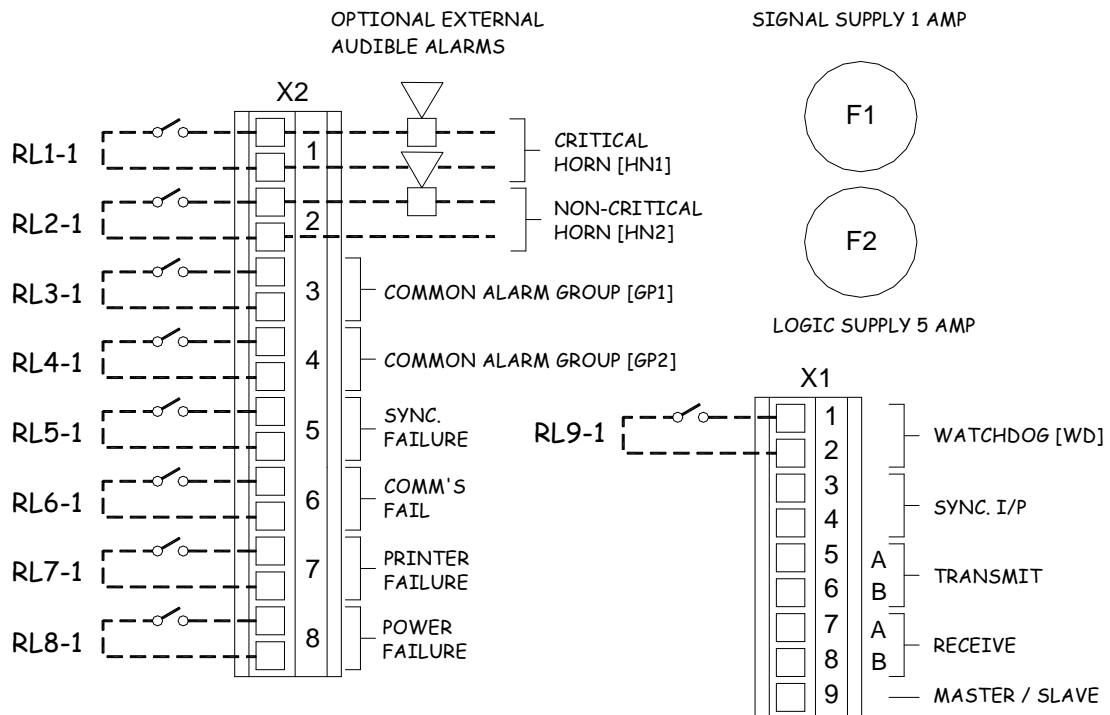 OPTIONAL EXTERNAL
AUDIBLE ALARMS
SIGNAL SUPPLY 1 AMP
X2
F1
RL1-1
1
CRITICAL
HORN [HN1]
RL2-1
2
NON-CRITICAL
HORN [HN2]
F2
RL3-1
3
COMMON ALARM GROUP [GP1]
LOGIC SUPPLY 5 AMP
RL4-1
4
COMMON ALARM GROUP [GP2]
RL5-1
5
SYNC.
FAILURE
RL6-1
6
COMM'S
FAIL
RL7-1
7
PRINTER
FAILURE
RL8-1
8
POWER
FAILURE
X1
RL9-1
1
2
WATCHDOG [WD]
3
4
SYNC. I/P
5 A
6 B
TRANSMIT
7 A
8 B
RECEIVE
9
MASTER / SLAVE